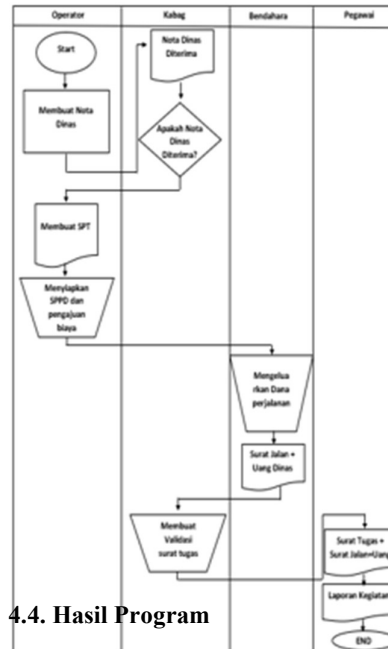 Operator
Kabag
Bendahara
Pegawai
Start
Nota Dinas
Diterima
Membuat Nota
Dinas
Apakah Nota
Dinas
Diterima?
Membuat SPT
Menyiapkan
SPPD dan
pengajuan
biaya
Mengelua
rkan Dana
perjalanan
Surat Jalan +
Uang Dinas
Membuat
Validasi
surat tugas
Surat Tugas +
Surat Jalan+Uang
Laporan Kegiatan
END
4.4. Hasil Program